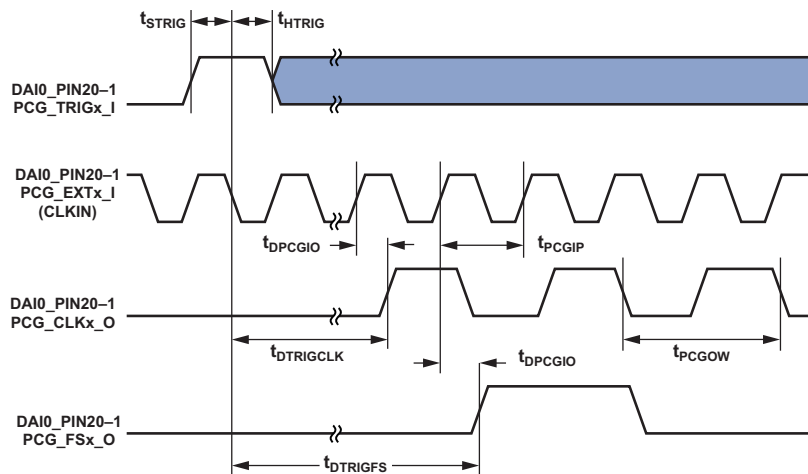 tSTRIG
tHTRIG
DAI0_PIN20–1
PCG_TRIGx_I
DAI0_PIN20–1
PCG_EXTx_I
(CLKIN)
tDPCGIO
tPCGIP
DAI0_PIN20–1
PCG_CLKx_O
tDTRIGCLK
tDPCGIO
tPCGOW
DAI0_PIN20–1
PCG_FSx_O
tDTRIGFS